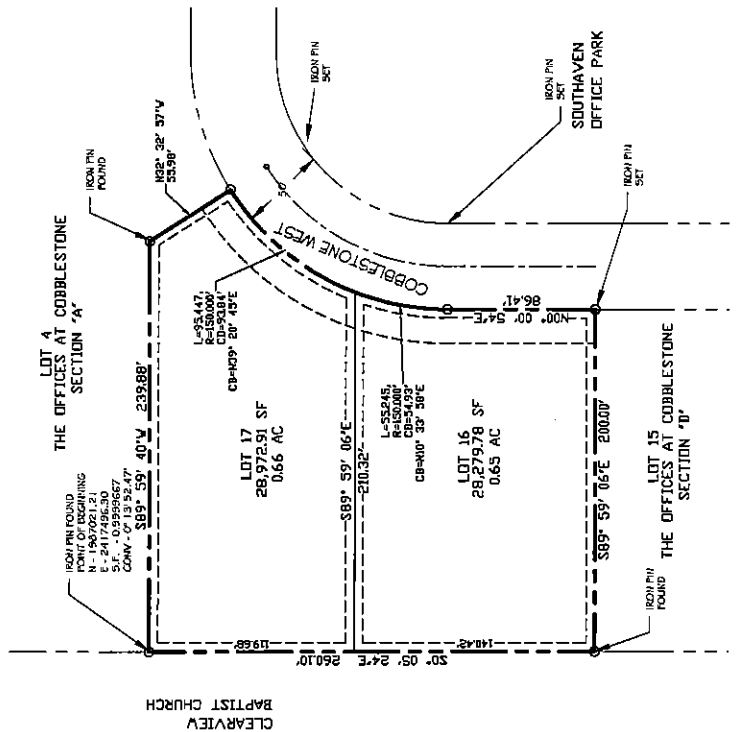 LOT 4
THE OFFICES AT COBBLESTONE
SECTION "A"
IRON PIN FOUND
POINT OF BEGINNING
N - 1987021.21
E - 2417496.30
S.F. - 0.9999667
CONV - 0° 13' 52.47"
S89° 59' 40"W 239.88'
IRON PIN
FOUND
N32° 32' 57"W
55.98'
IRON PIN
SET
50
COBBLESTONE WEST
L=95.447,
R=150.000'
CD=93.84'
CB=N39° 20' 45"E
LOT 17
28,972.91 SF
0.66 AC
119.68'
S89° 59' 06"E
210.32'
L=55.245,
R=150.000'
CD=54.93'
CB=N10° 33' 58"E
LOT 16
28,279.78 SF
0.65 AC
140.42'
S0° 05' 24"E 260.10'
CLEARVIEW
BAPTIST CHURCH
N00° 00' 54"E
86.41'
IRON PIN
SET
SOUTHAVEN
OFFICE PARK
IRON PIN
SET
S89° 59' 06"E 200.00'
IRON PIN
FOUND
LOT 15
THE OFFICES AT COBBLESTONE
SECTION "D"